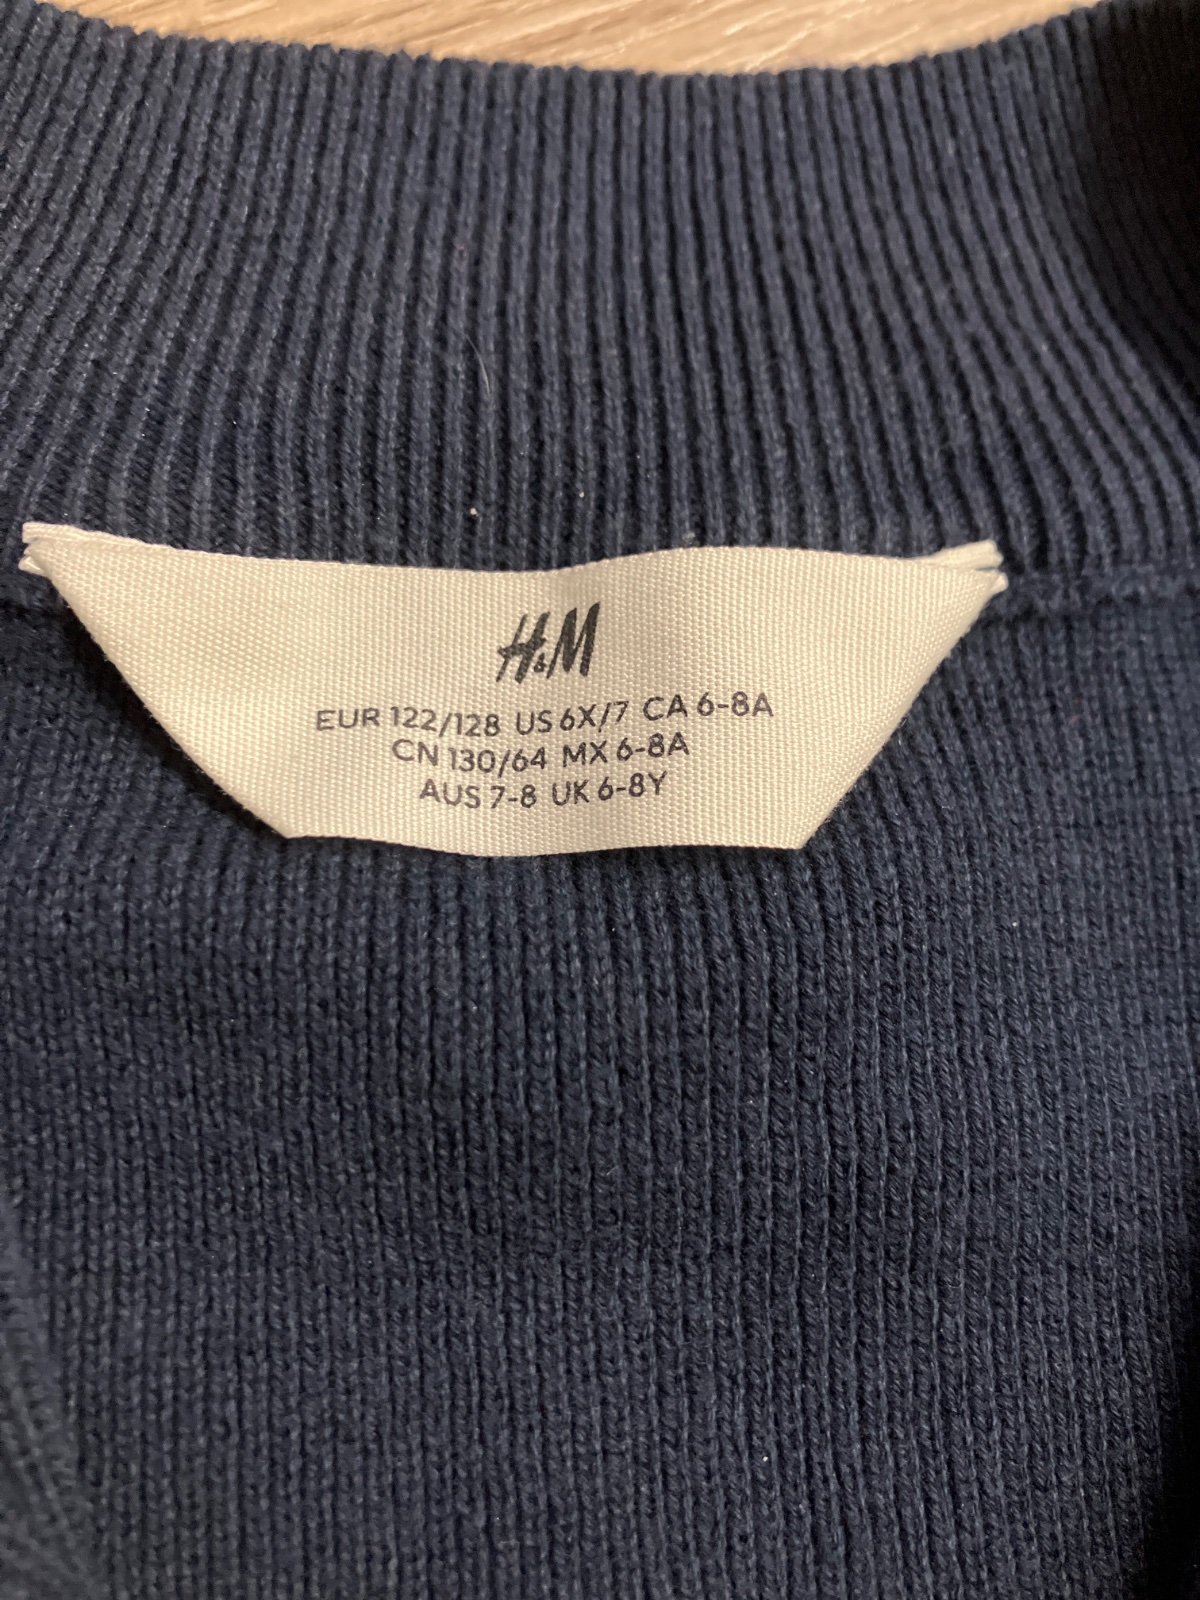 H&M
EUR 122/128 US 6X/7 CA 6-8A
CN 130/64 MX 6-8A
AUS 7-8 UK 6-8Y